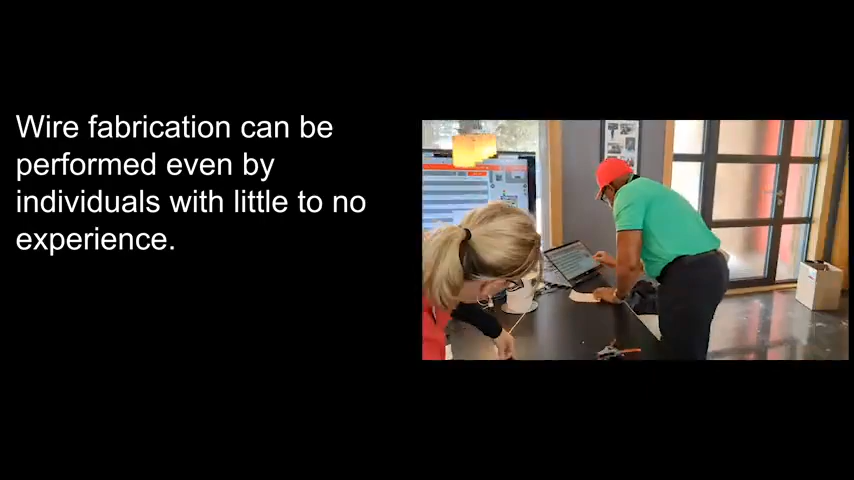 Wire fabrication can be
performed even by
individuals with little to no
experience.